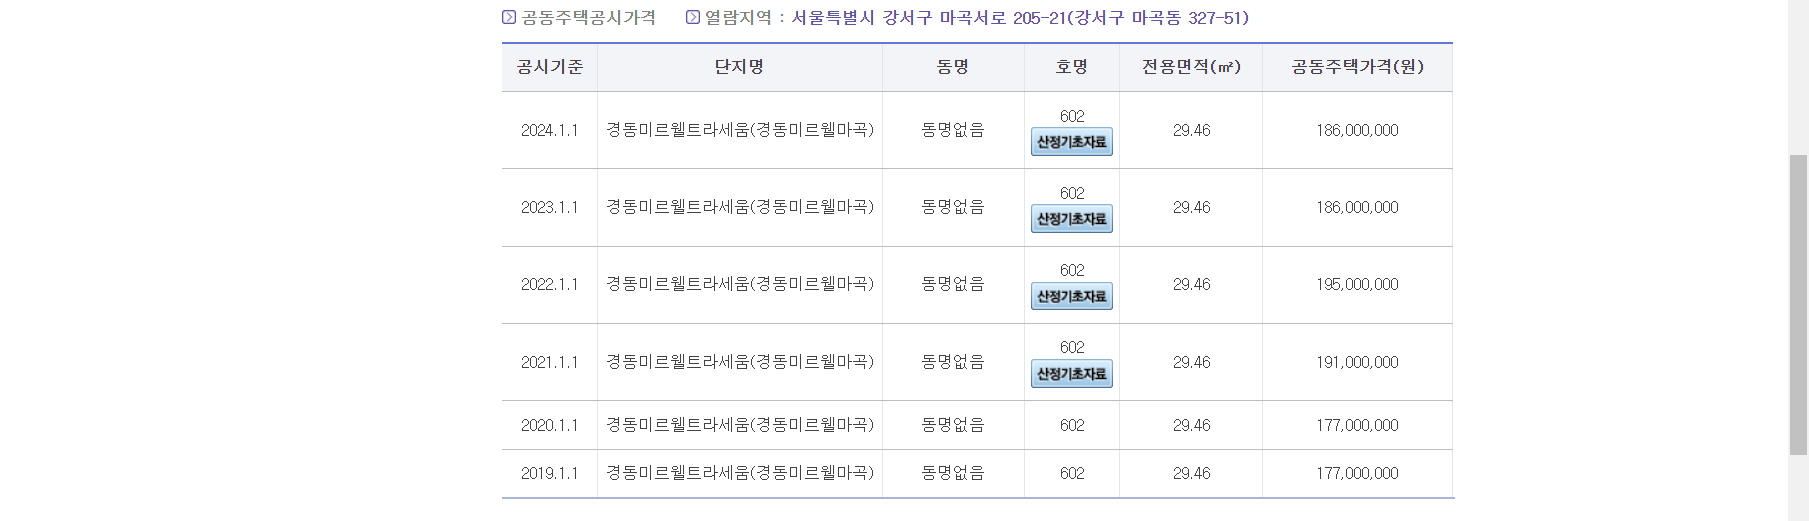 공동주택공시가격 열람지역 : 서울특별시 강서구 마곡서로 205-21(강서구 마곡동 327-51)
공시기준 단지명 동명 호명 전용면적(㎡) 공동주택가격(원)
2024.1.1 경동미르웰트라세움(경동미르웰마곡) 동명없음 602 29.46 186,000,000
산정기초자료
2023.1.1 경동미르웰트라세움(경동미르웰마곡) 동명없음 602 29.46 186,000,000
산정기초자료
2022.1.1 경동미르웰트라세움(경동미르웰마곡) 동명없음 602 29.46 195,000,000
산정기초자료
2021.1.1 경동미르웰트라세움(경동미르웰마곡) 동명없음 602 29.46 191,000,000
산정기초자료
2020.1.1 경동미르웰트라세움(경동미르웰마곡) 동명없음 602 29.46 177,000,000
2019.1.1 경동미르웰트라세움(경동미르웰마곡) 동명없음 602 29.46 177,000,000